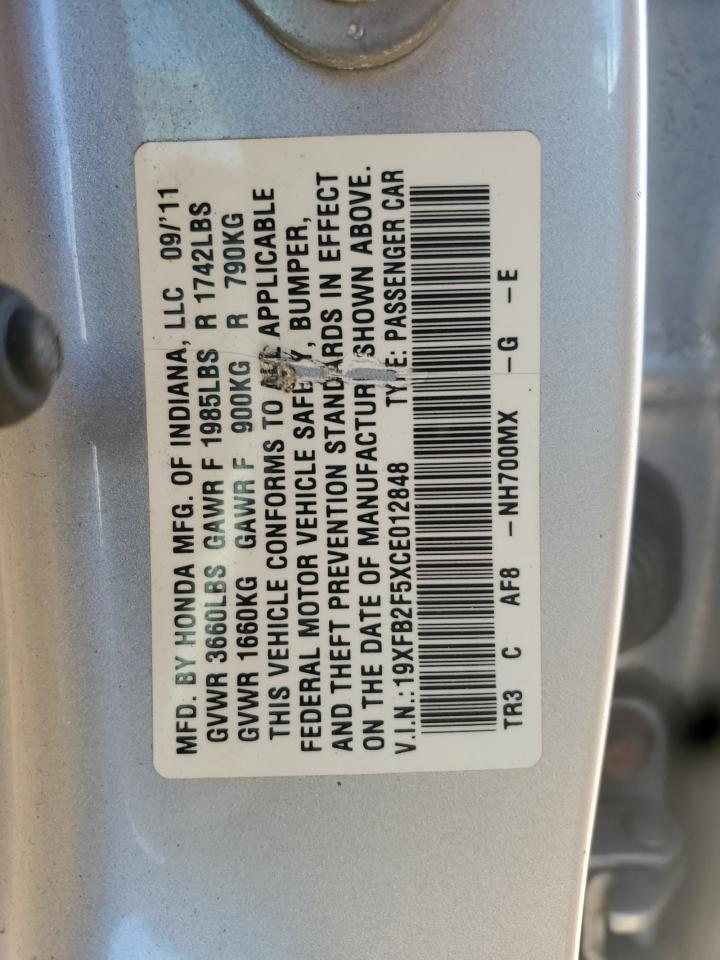 MFD. BY HONDA MFG. OF INDIANA, LLC 09/'11
GVWR 3660LBS GAWR F 1985LBS R 1742LBS
GVWR 1660KG GAWR F 900KG R 790KG
THIS VEHICLE CONFORMS TO APPLICABLE
FEDERAL MOTOR VEHICLE SAFETY, BUMPER,
AND THEFT PREVENTION STANDARDS IN EFFECT
ON THE DATE OF MANUFACTURE SHOWN ABOVE.
V.I.N.: 19XFB2F5XCE012848 TYPE: PASSENGER CAR
TR3 C AF8 - NH700MX - G - E